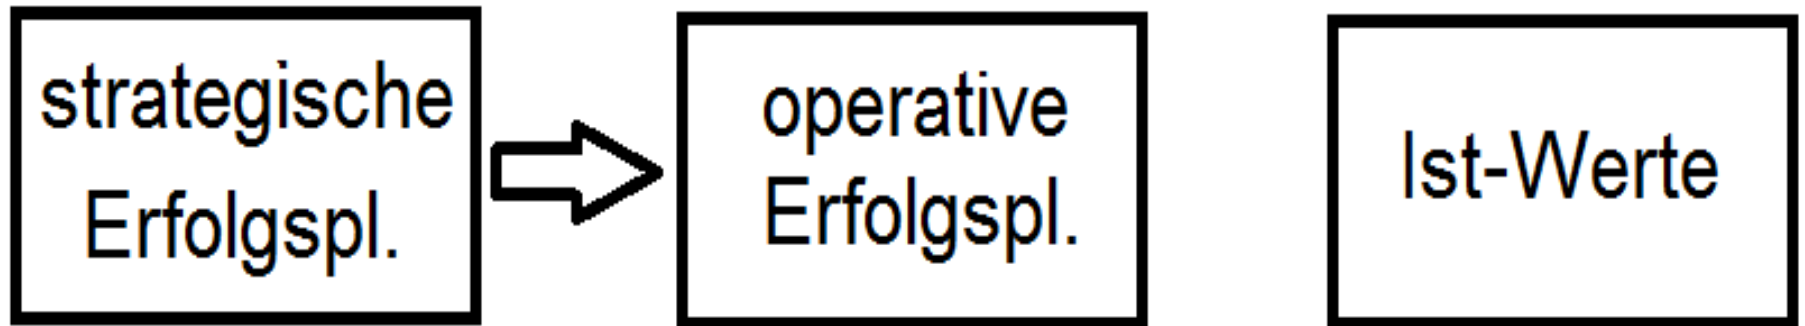 strategische
Erfolgspl.
operative
Erfolgspl.
Ist-Werte